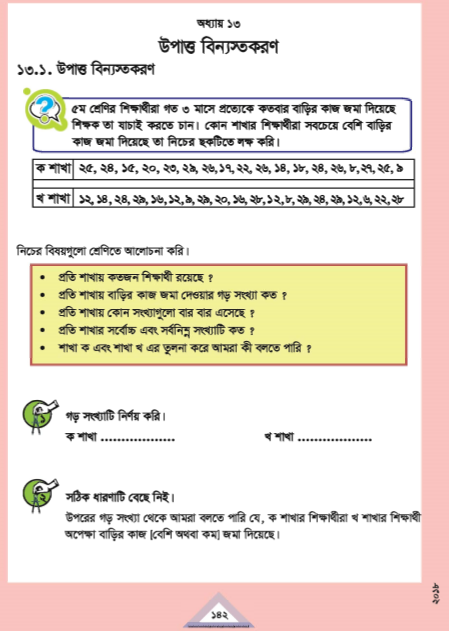 অধ্যায় ১৩
উপাত্ত বিন্যস্তকরণ
১৩.১. উপাত্ত বিন্যস্তকরণ
৫ম শ্রেণির শিক্ষার্থীরা গত ৩ মাসে প্রত্যেকে কতবার বাড়ির কাজ জমা দিয়েছে
শিক্ষক তা যাচাই করতে চান। কোন শাখার শিক্ষার্থীরা সবচেয়ে বেশি বাড়ির
কাজ জমা দিয়েছে তা নিচের ছকটিতে লক্ষ করি।
ক শাখা ২৫, ২৪, ১৫, ২০, ২৩, ২৯, ২৬, ১৭, ২২, ২৬, ১৪, ১৮, ২৪, ২৬, ৮, ২৭, ২৫, ৯
খ শাখা ১২, ১৪, ২৪, ২৯, ১৬, ১২, ৯, ২৯, ২০, ১৬, ২৮, ১২, ৮, ২৯, ২৪, ২৯, ১২, ৬, ২২, ২৮
নিচের বিষয়গুলো শ্রেণিতে আলোচনা করি।
• প্রতি শাখায় কতজন শিক্ষার্থী রয়েছে ?
• প্রতি শাখায় বাড়ির কাজ জমা দেওয়ার গড় সংখ্যা কত ?
• প্রতি শাখায় কোন সংখ্যাগুলো বার বার এসেছে ?
• প্রতি শাখার সর্বোচ্চ এবং সর্বনিম্ন সংখ্যাটি কত ?
• শাখা ক এবং শাখা খ এর তুলনা করে আমরা কী বলতে পারি ?
১ গড় সংখ্যাটি নির্ণয় করি।
ক শাখা .................. খ শাখা ..................
২ সঠিক ধারণাটি বেছে নিই।
উপরের গড় সংখ্যা থেকে আমরা বলতে পারি যে, ক শাখার শিক্ষার্থীরা খ শাখার শিক্ষার্থী
অপেক্ষা বাড়ির কাজ [বেশি অথবা কম] জমা দিয়েছে।
১৪২
২০১৮